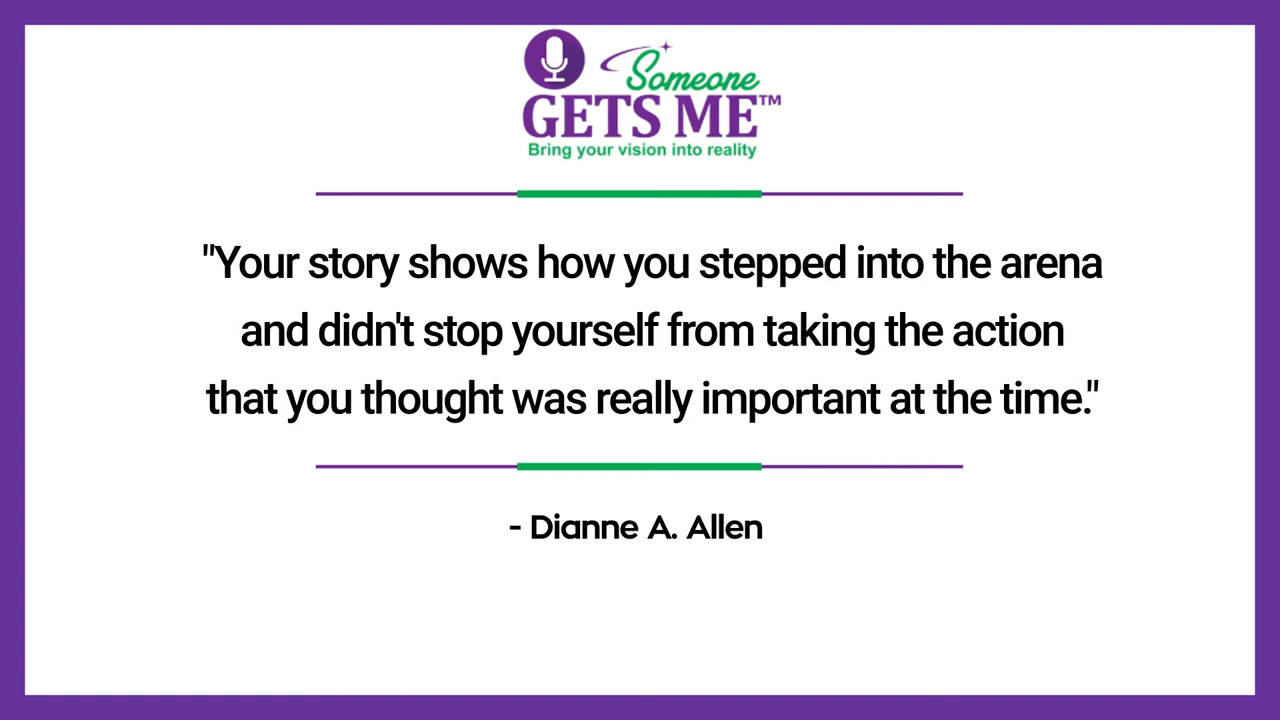 Someone
GETS ME™
Bring your vision into reality
"Your story shows how you stepped into the arena
and didn't stop yourself from taking the action
that you thought was really important at the time."
- Dianne A. Allen